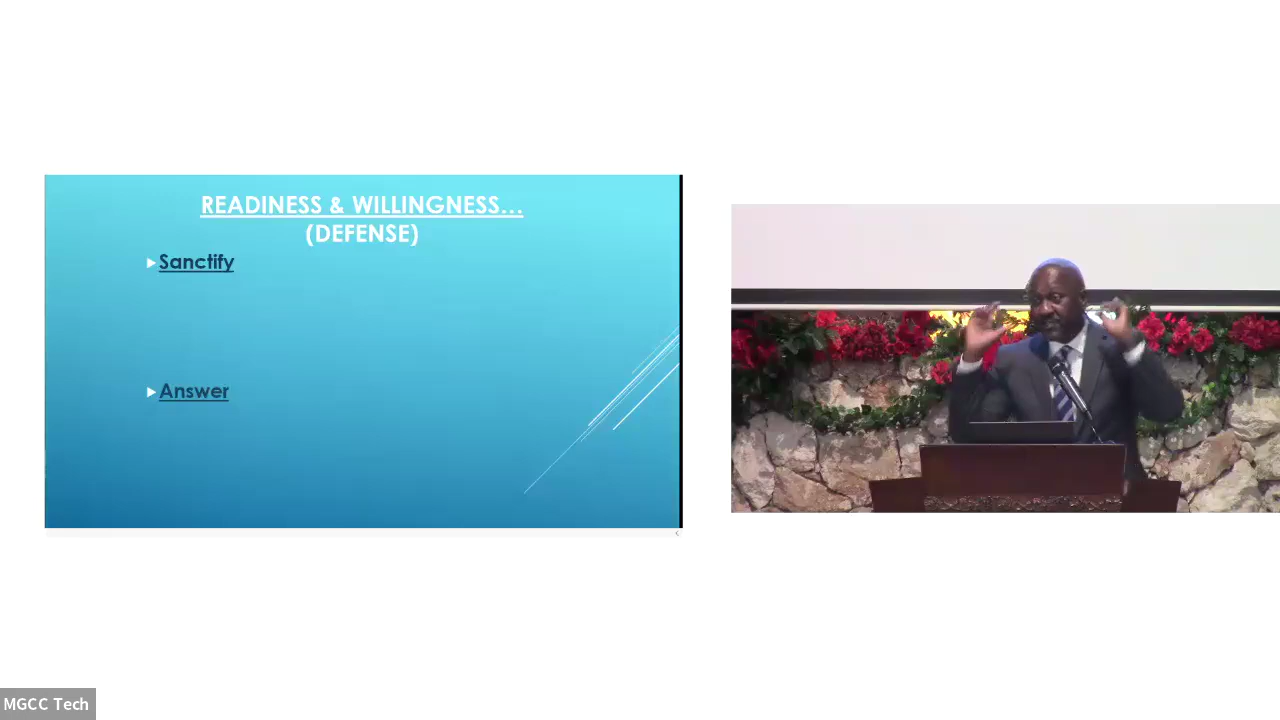 READINESS & WILLINGNESS...
(DEFENSE)
Sanctify
Answer
MGCC Tech